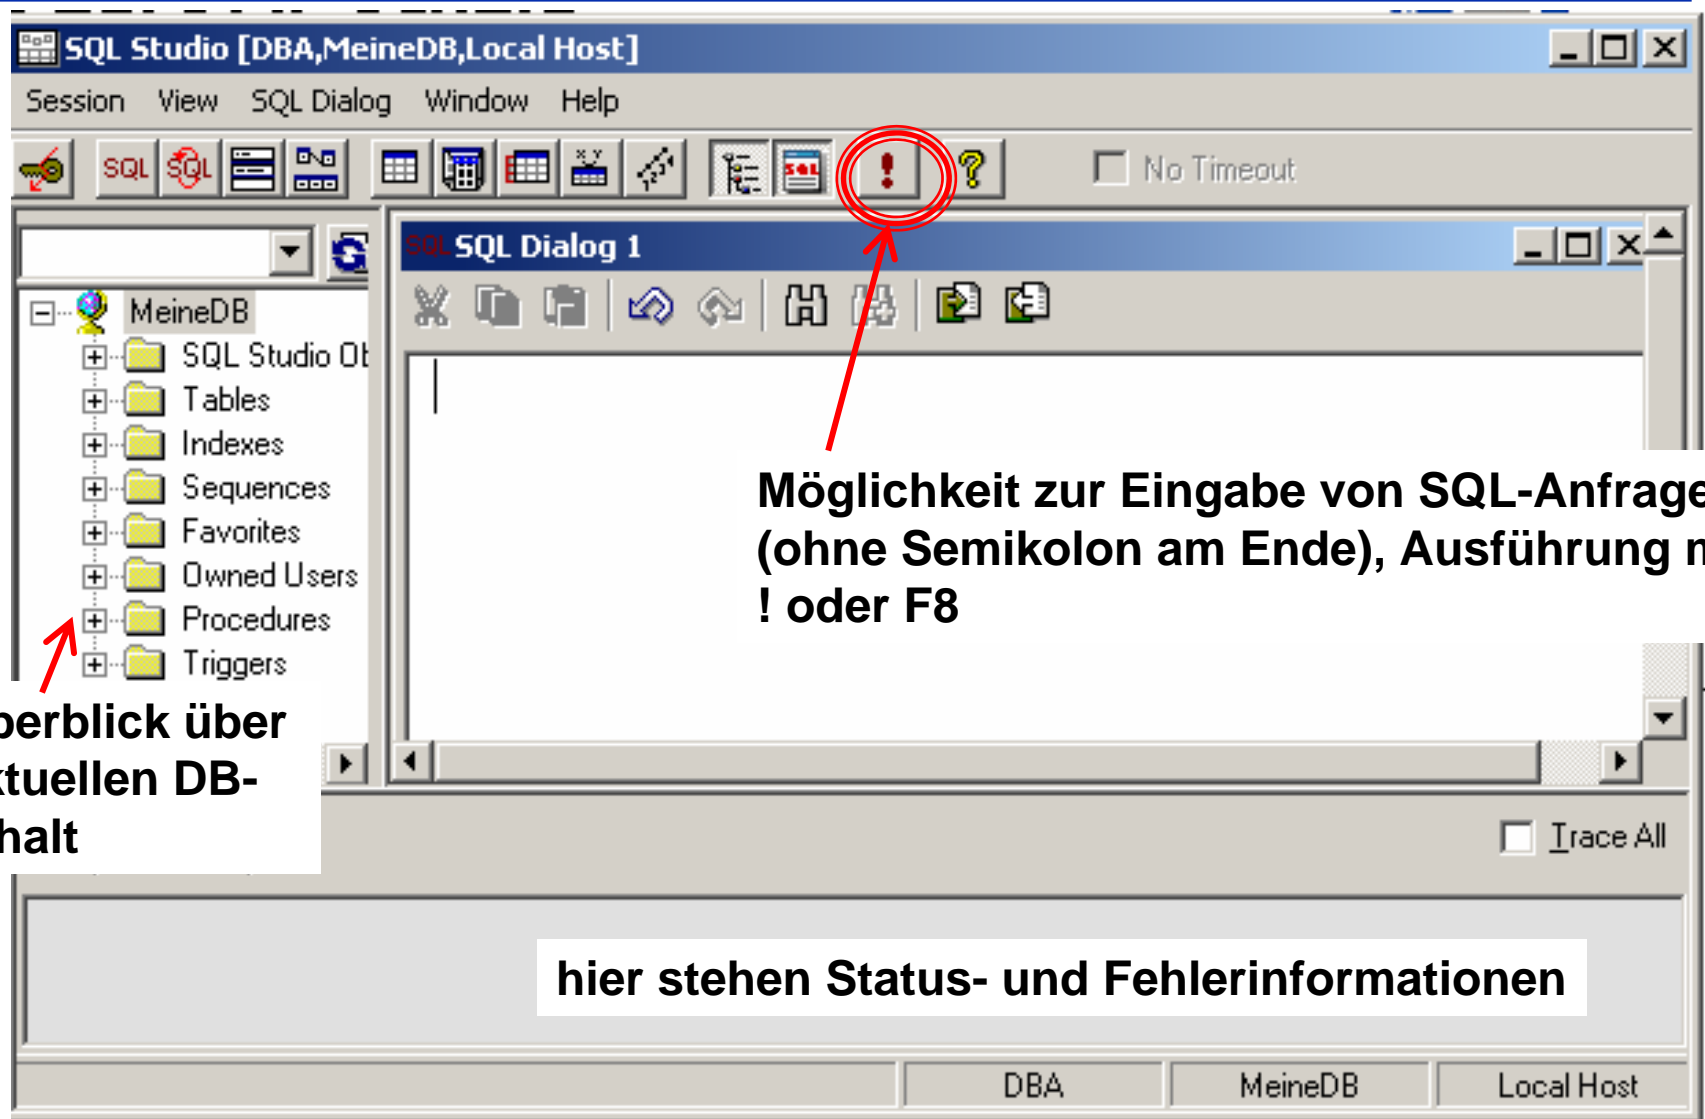 SQL Studio [DBA,MeineDB,Local Host]
Session View SQL Dialog Window Help
SQL SQL SQL No Timeout
SQL SQL Dialog 1
MeineDB
SQL Studio Ob
Tables
Indexes
Sequences
Favorites
Owned Users
Procedures
Triggers
Möglichkeit zur Eingabe von SQL-Anfrage
(ohne Semikolon am Ende), Ausführung
! oder F8
berblick über
ktuellen DB-
halt
Trace All
hier stehen Status- und Fehlerinformationen
DBA MeineDB Local Host